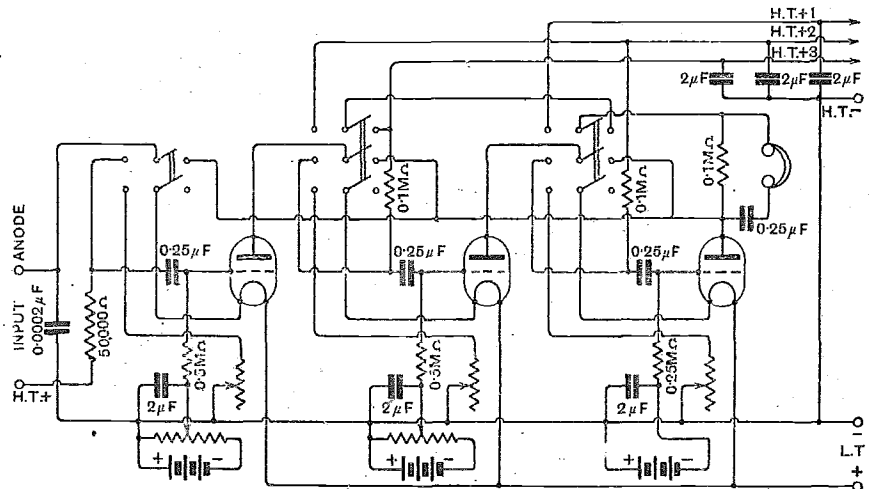 H.T.+1
H.T.+2
H.T.+3
2μF 2μF 2μF
H.T.-
0·1MΩ
0·1MΩ
0·1MΩ
ANODE
INPUT
0·0002μF
50,000Ω
H.T+
0·25μF
0·25μF
0·25μF
0·25μF
0·5MΩ
0·5MΩ
0·25MΩ
2μF
2μF
2μF
+ -
+ -
+ -
-
L.T
+